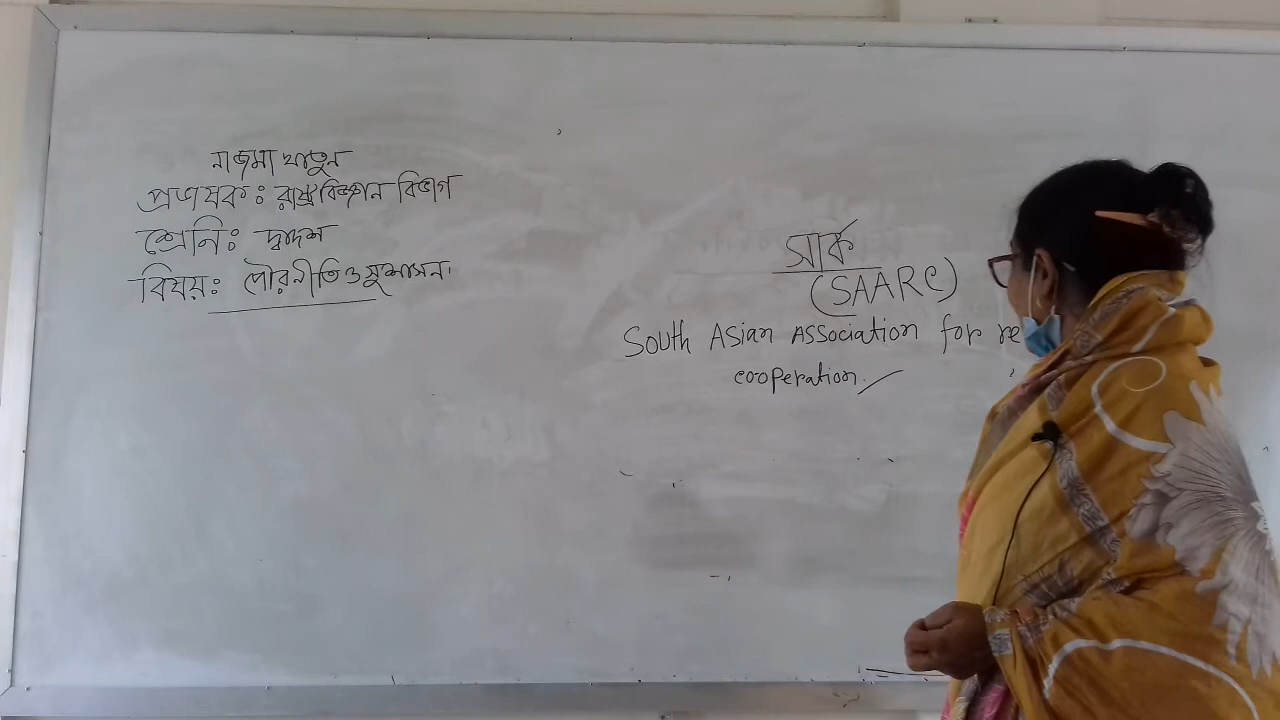 নাজমা খাতুন
প্রভাষক: রাষ্ট্রবিজ্ঞান বিভাগ
শ্রেনি: দ্বাদশ
বিষয়: পৌরনীতি ও সুশাসন
সার্ক
(SAARC)
South Asian Association for re
cooperation.